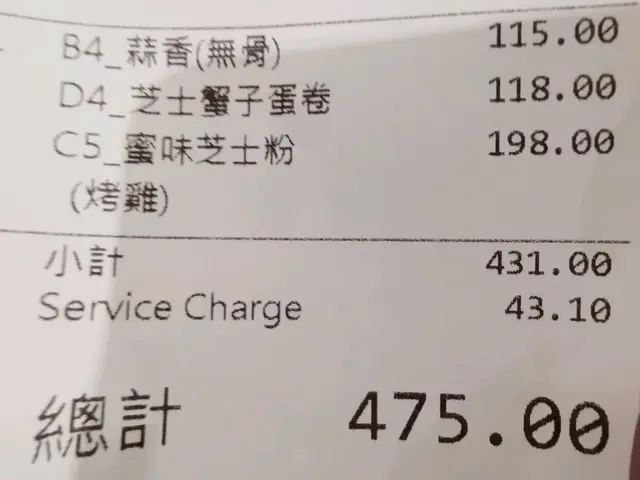 B4_蒜香(無骨) 115.00
D4_芝士蟹子蛋卷 118.00
C5_蜜味芝士粉 198.00
(烤雞)
小計 431.00
Service Charge 43.10
總計 475.00